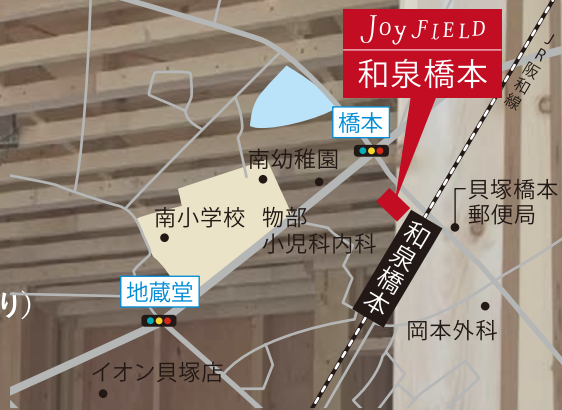 Joy FIELD
和泉橋本
JR阪和線
橋本
南幼稚園
貝塚橋本
郵便局
南小学校
物部
小児科内科
和泉橋本
地蔵堂
り)
岡本外科
イオン貝塚店